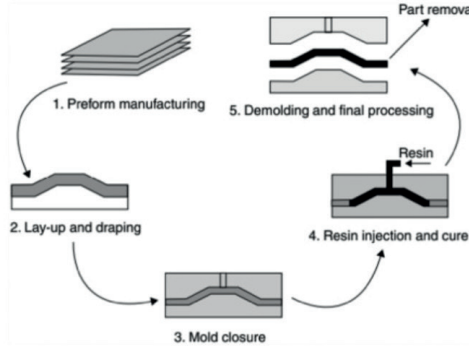 Part remova
1. Preform manufacturing
5. Demolding and final processing
Resin
2. Lay-up and draping
4. Resin injection and cure
3. Mold closure